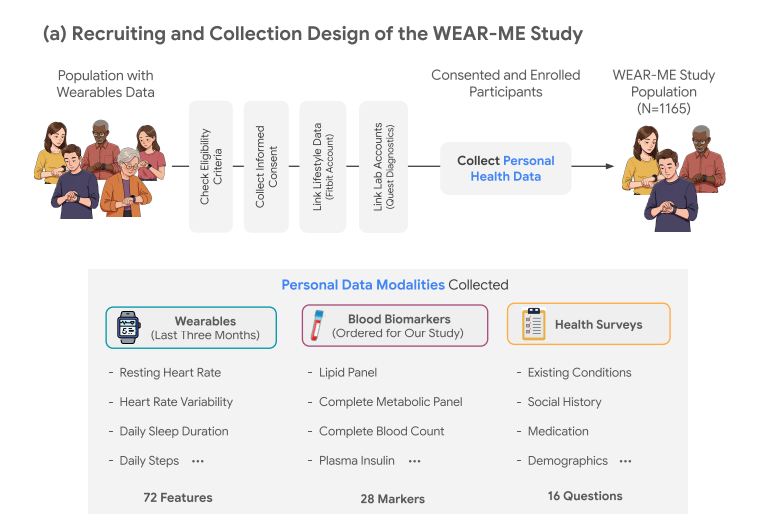 (a) Recruiting and Collection Design of the WEAR-ME Study
Population with
Wearables Data
Check Eligibility
Criteria
Collect Informed
Consent
Link Lifestyle Data
(Fitbit Account)
Link Lab Accounts
(Quest Diagnostics)
Consented and Enrolled
Participants
Collect Personal
Health Data
WEAR-ME Study
Population
(N=1165)
Personal Data Modalities Collected
Wearables
(Last Three Months)
- Resting Heart Rate
- Heart Rate Variability
- Daily Sleep Duration
- Daily Steps ...
72 Features
Blood Biomarkers
(Ordered for Our Study)
- Lipid Panel
- Complete Metabolic Panel
- Complete Blood Count
- Plasma Insulin ...
28 Markers
Health Surveys
- Existing Conditions
- Social History
- Medication
- Demographics ...
16 Questions